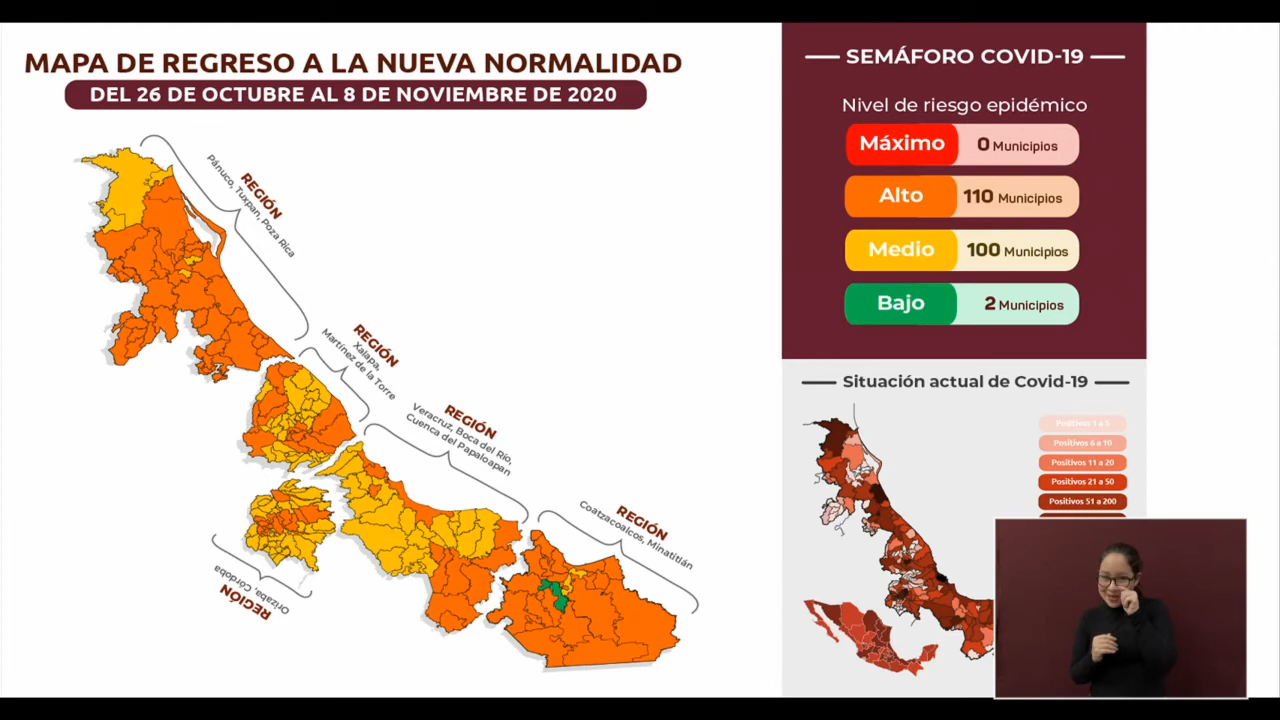 MAPA DE REGRESO A LA NUEVA NORMALIDAD
DEL 26 DE OCTUBRE AL 8 DE NOVIEMBRE DE 2020
REGIÓN
Pánuco, Tuxpan, Poza Rica
REGIÓN
Xalapa,
Martínez de la Torre
REGIÓN
Veracruz, Boca del Río,
Cuenca del Papaloapan
REGIÓN
Coatzacoalcos, Minatitlán
Orizaba, Córdoba
REGIÓN
SEMÁFORO COVID-19
Nivel de riesgo epidémico
Máximo 0 Municipios
Alto 110 Municipios
Medio 100 Municipios
Bajo 2 Municipios
Situación actual de Covid-19
Positivos 1 a 5
Positivos 6 a 10
Positivos 11 a 20
Positivos 21 a 50
Positivos 51 a 200